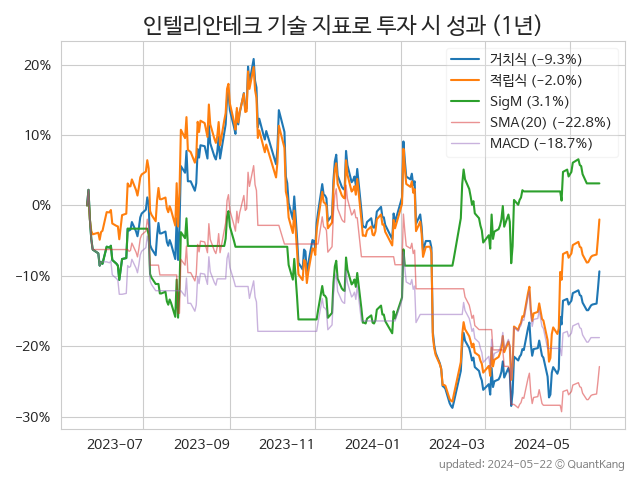 인텔리안테크 기술 지표로 투자 시 성과 (1년)
거치식 (−9.3%)
적립식 (−2.0%)
SigM (3.1%)
SMA(20) (−22.8%)
MACD (−18.7%)
20%
10%
0%
−10%
−20%
−30%
2023-07
2023-09
2023-11
2024-01
2024-03
2024-05
updated: 2024-05-22 © QuantKang